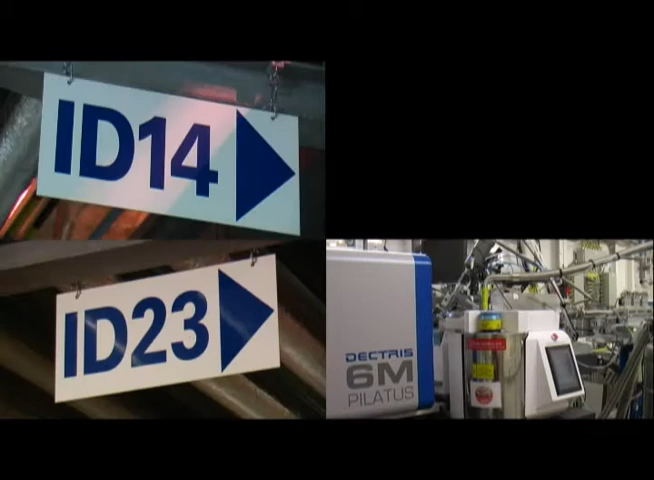 ID14
ID23
DECTRIS
6M
PILATUS